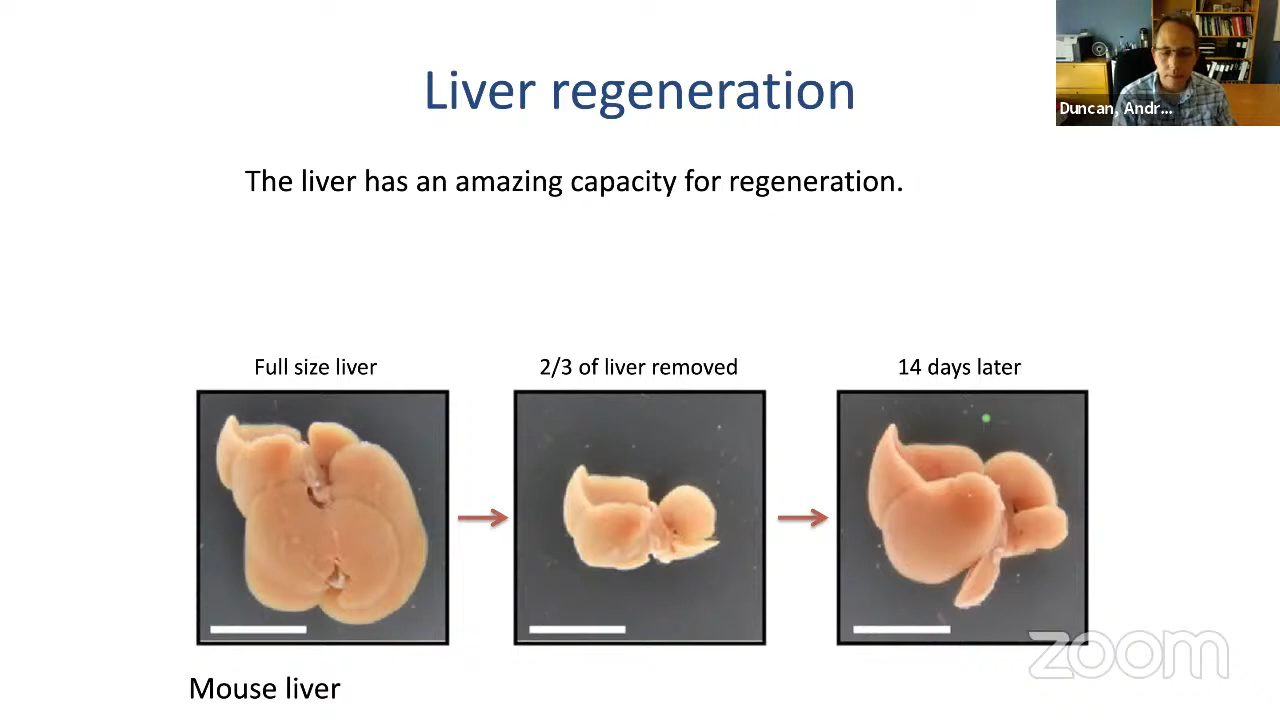 Liver regeneration
Duncan, Andr...
The liver has an amazing capacity for regeneration.
Full size liver
2/3 of liver removed
14 days later
zoom
Mouse liver